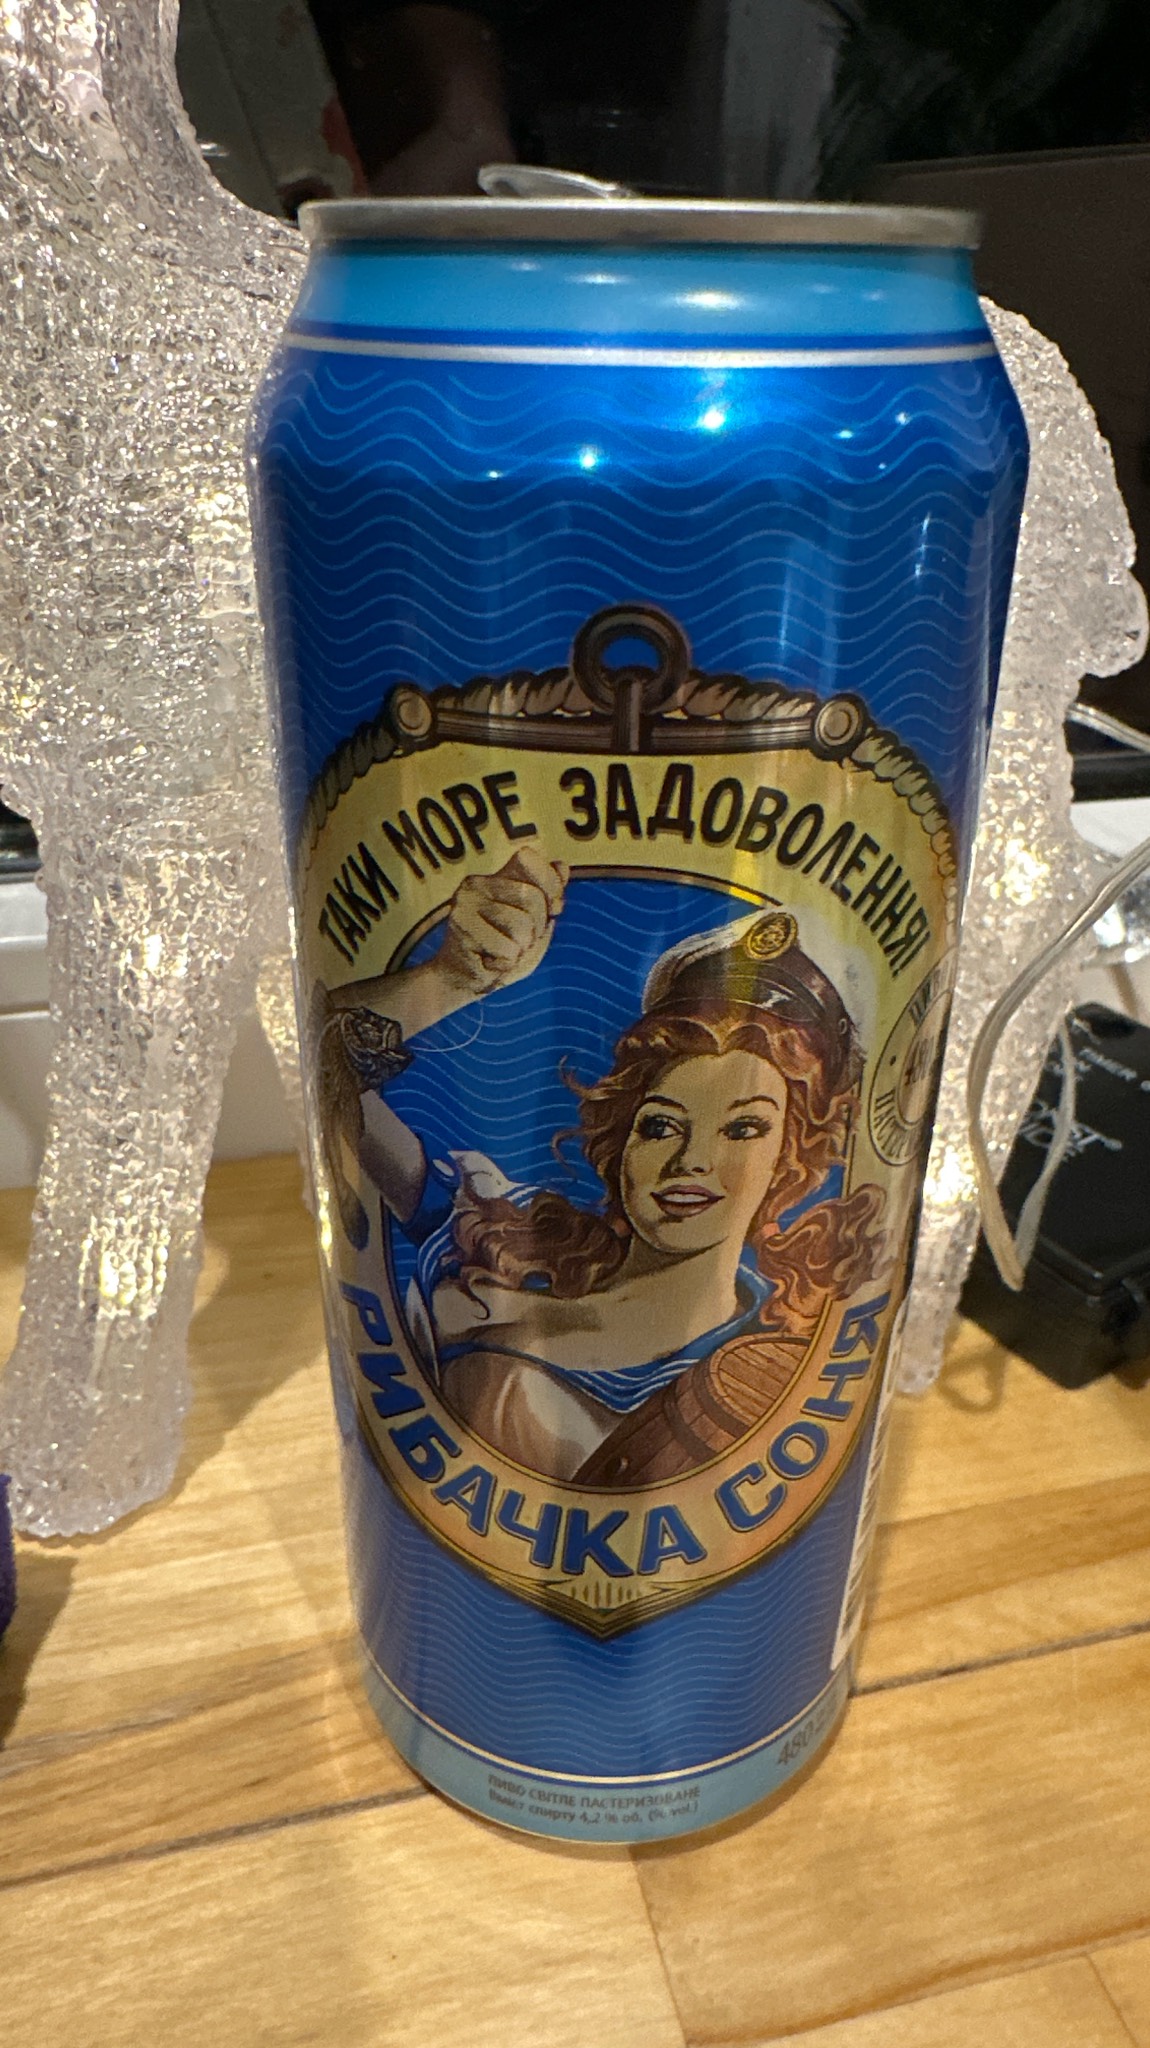 ТАКИ МОРЕ ЗАДОВОЛЕННЯ!
РИБАЧКА СОНЯ
ПИВО СВІТЛЕ ПАСТЕРИЗОВАНЕ
Вміст спирту 4,2 % об. (% vol.)